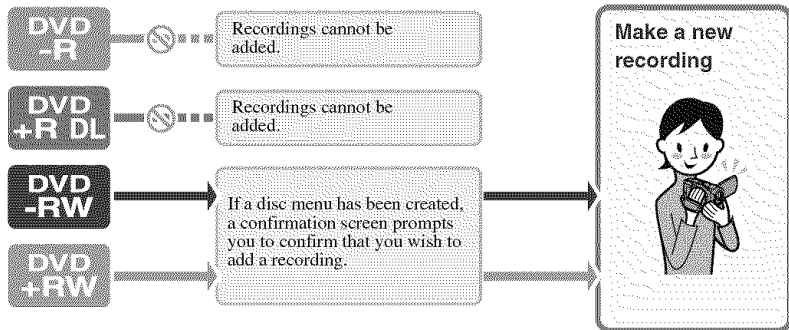 DVD
-R
Recordings cannot be
added.
DVD
+R DL
Recordings cannot be
added.
DVD
-RW
DVD
+RW
If a disc menu has been created,
a confirmation screen prompts
you to confirm that you wish to
add a recording.
Make a new
recording